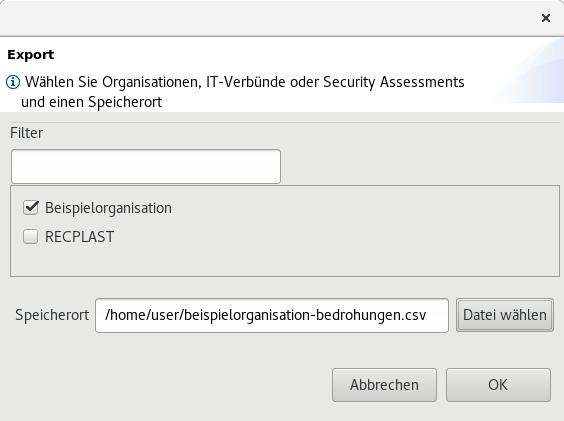 Export
Wählen Sie Organisationen, IT-Verbünde oder Security Assessments
und einen Speicherort
Filter
Beispielorganisation
RECPLAST
Speicherort /home/user/beispielorganisation-bedrohungen.csv Datei wählen
Abbrechen OK